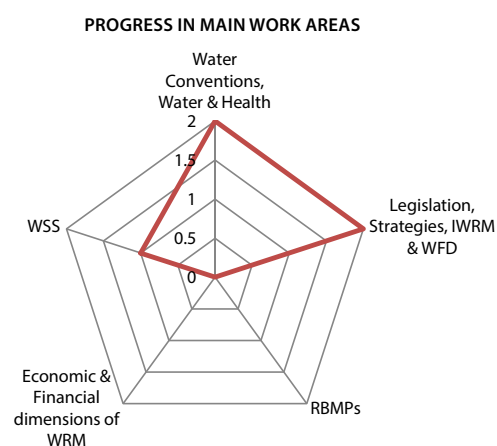 PROGRESS IN MAIN WORK AREAS
Water
Conventions,
Water & Health
2
1.5
1
0.5
0
Legislation,
Strategies, IWRM
& WFD
WSS
RBMPs
Economic &
Financial
dimensions of
WRM